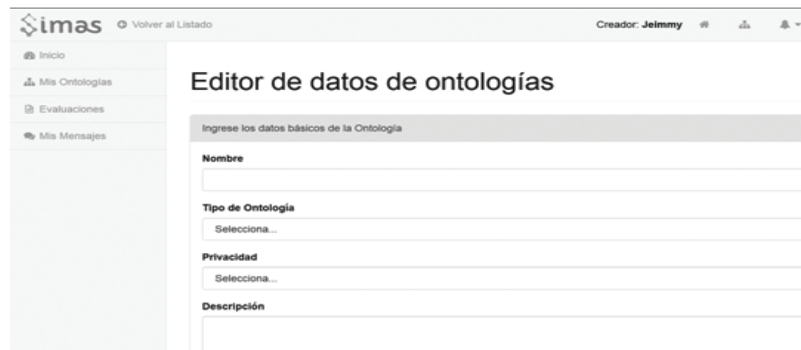 Simas Volver al Listado Creador: Jeimmy
Inicio
Mis Ontologías
Evaluaciones
Mis Mensajes
Editor de datos de ontologías
Ingrese los datos básicos de la Ontología
Nombre
Tipo de Ontología
Selecciona...
Privacidad
Selecciona...
Descripción